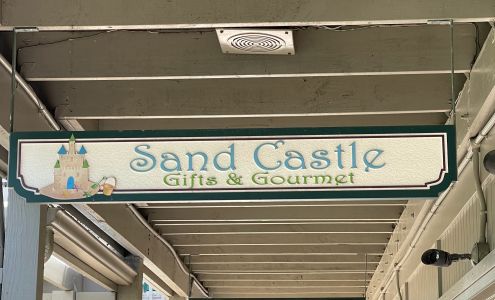 Sand Castle
Gifts & Gourmet